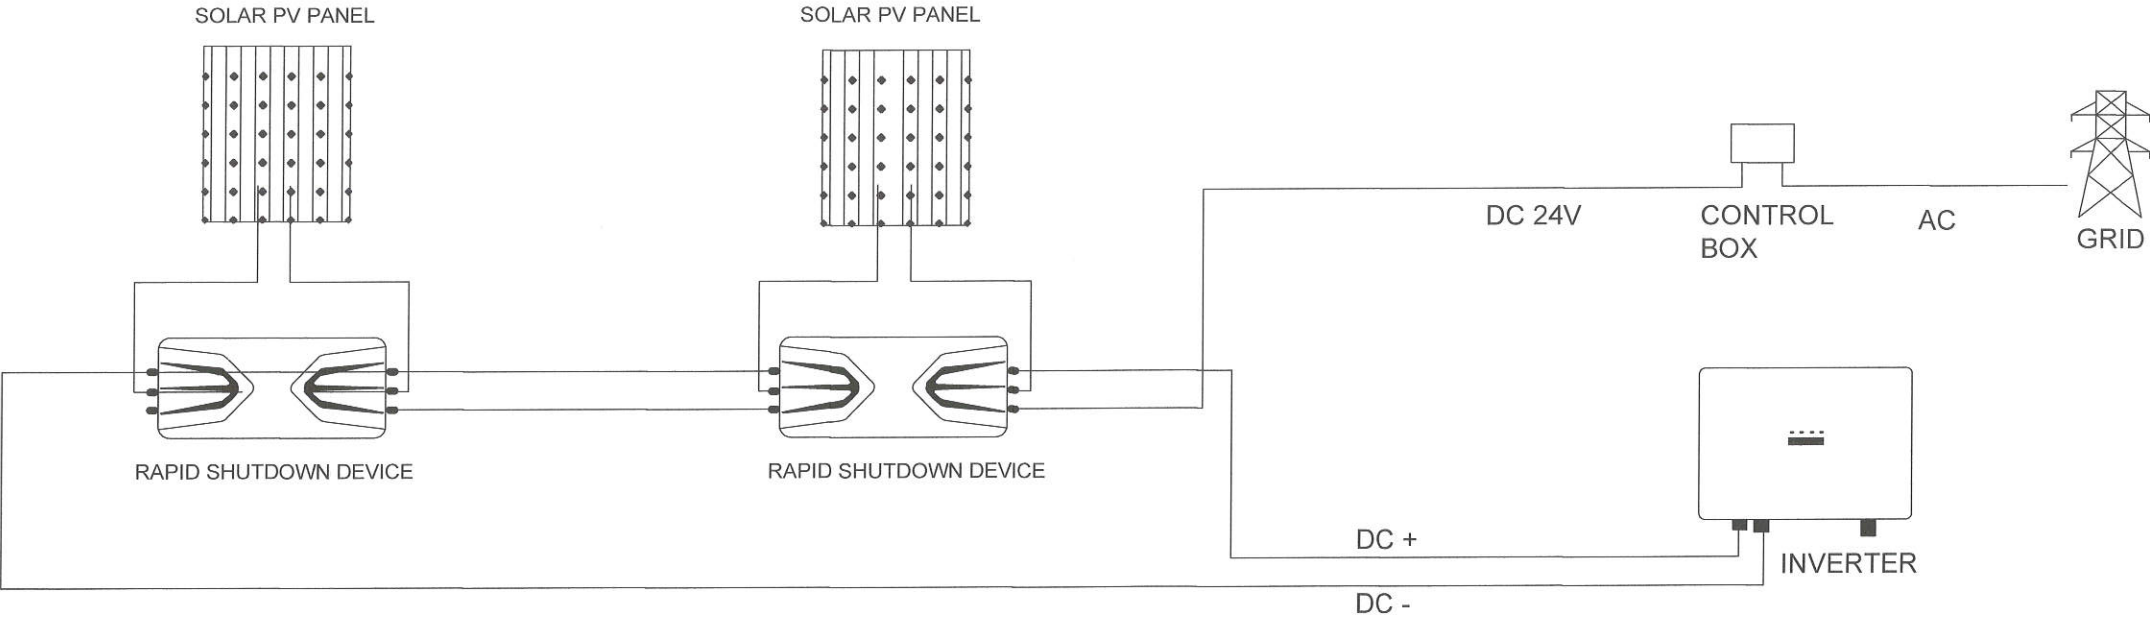 SOLAR PV PANEL
SOLAR PV PANEL
DC 24V
CONTROL
BOX
AC
GRID
RAPID SHUTDOWN DEVICE
RAPID SHUTDOWN DEVICE
DC +
INVERTER
DC -